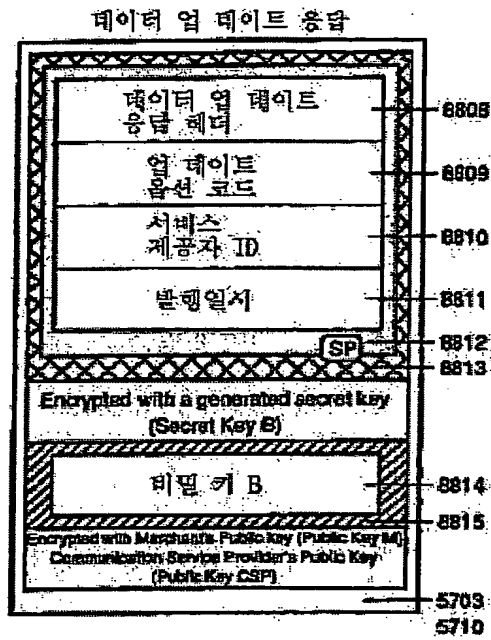 데이터 업 데이트 응답
데이터 업 데이트
응답 헤더
8808
업 데이트
옵션 코드
8809
서비스
제공자 ID
8810
발행일시
8811
SP
8812
8813
Encrypted with a generated secret key
(Secret Key B)
비밀 키 B
8814
8815
Encrypted with Merchant's Public Key (Public Key M)
Communication Service Provider's Public Key
(Public Key CSP)
5703
5710